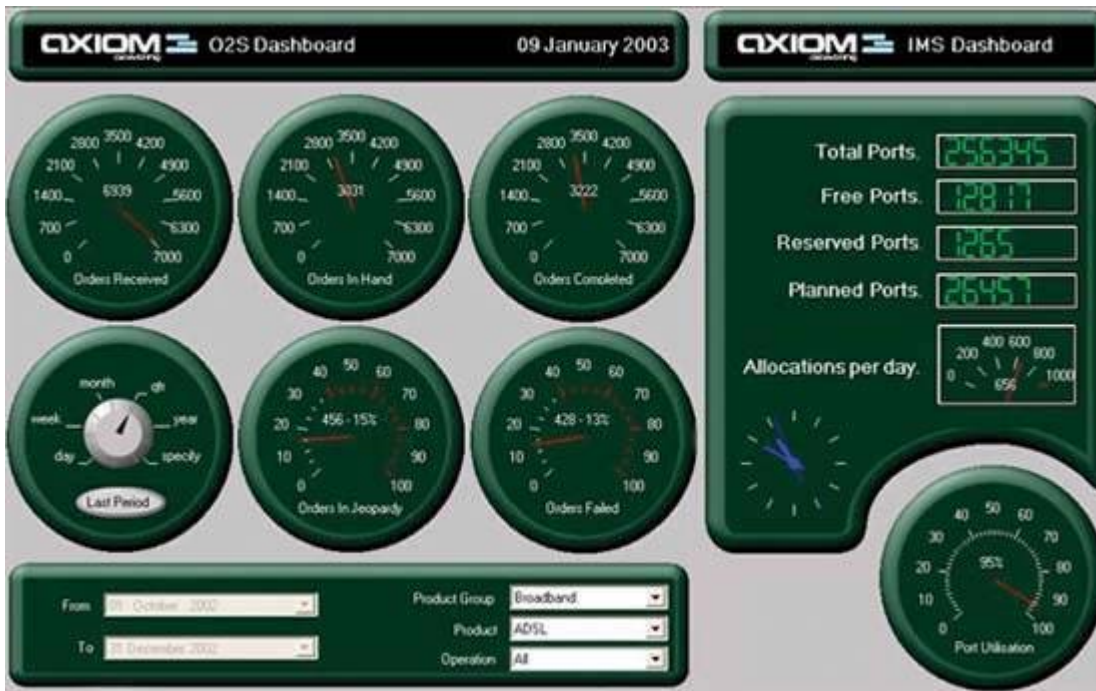 AXIOM O2S Dashboard 09 January 2003
AXIOM IMS Dashboard
0 700 1400 2100 2800 3500 4200 4900 5600 6300 7000
6939
Orders Received
0 700 1400 2100 2800 3500 4200 4900 5600 6300 7000
3031
Orders In Hand
0 700 1400 2100 2800 3500 4200 4900 5600 6300 7000
3222
Orders Completed
day week month qtr year specify
Last Period
0 10 20 30 40 50 60 70 80 90 100
456 - 15%
Orders In Jeopardy
0 10 20 30 40 50 60 70 80 90 100
428 - 13%
Orders Failed
From 01 October 2002
To 31 December 2002
Product Group Broadband
Product ADSL
Operation All
Total Ports. 256345
Free Ports. 12817
Reserved Ports. 1265
Planned Ports. 26457
Allocations per day. 0 200 400 600 800 1000
656
0 10 20 30 40 50 60 70 80 90 100
95%
Port Utilisation